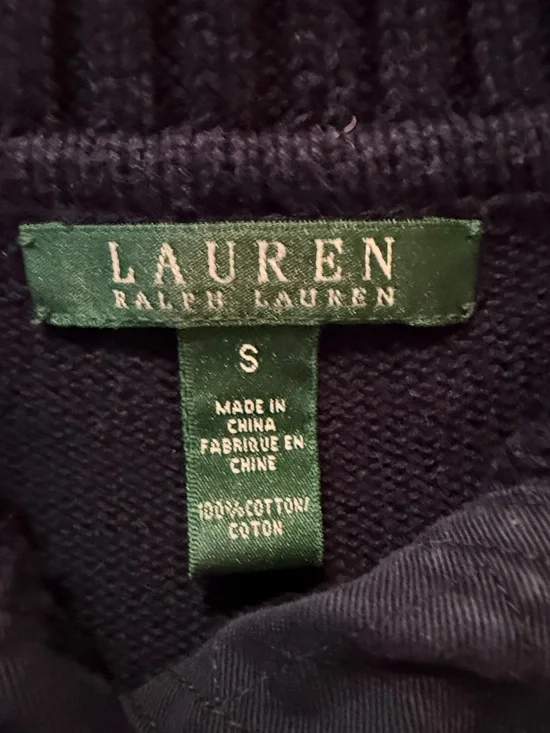 LAUREN
RALPH LAUREN
S
MADE IN
CHINA
FABRIQUE EN
CHINE
100%COTTON/
COTON